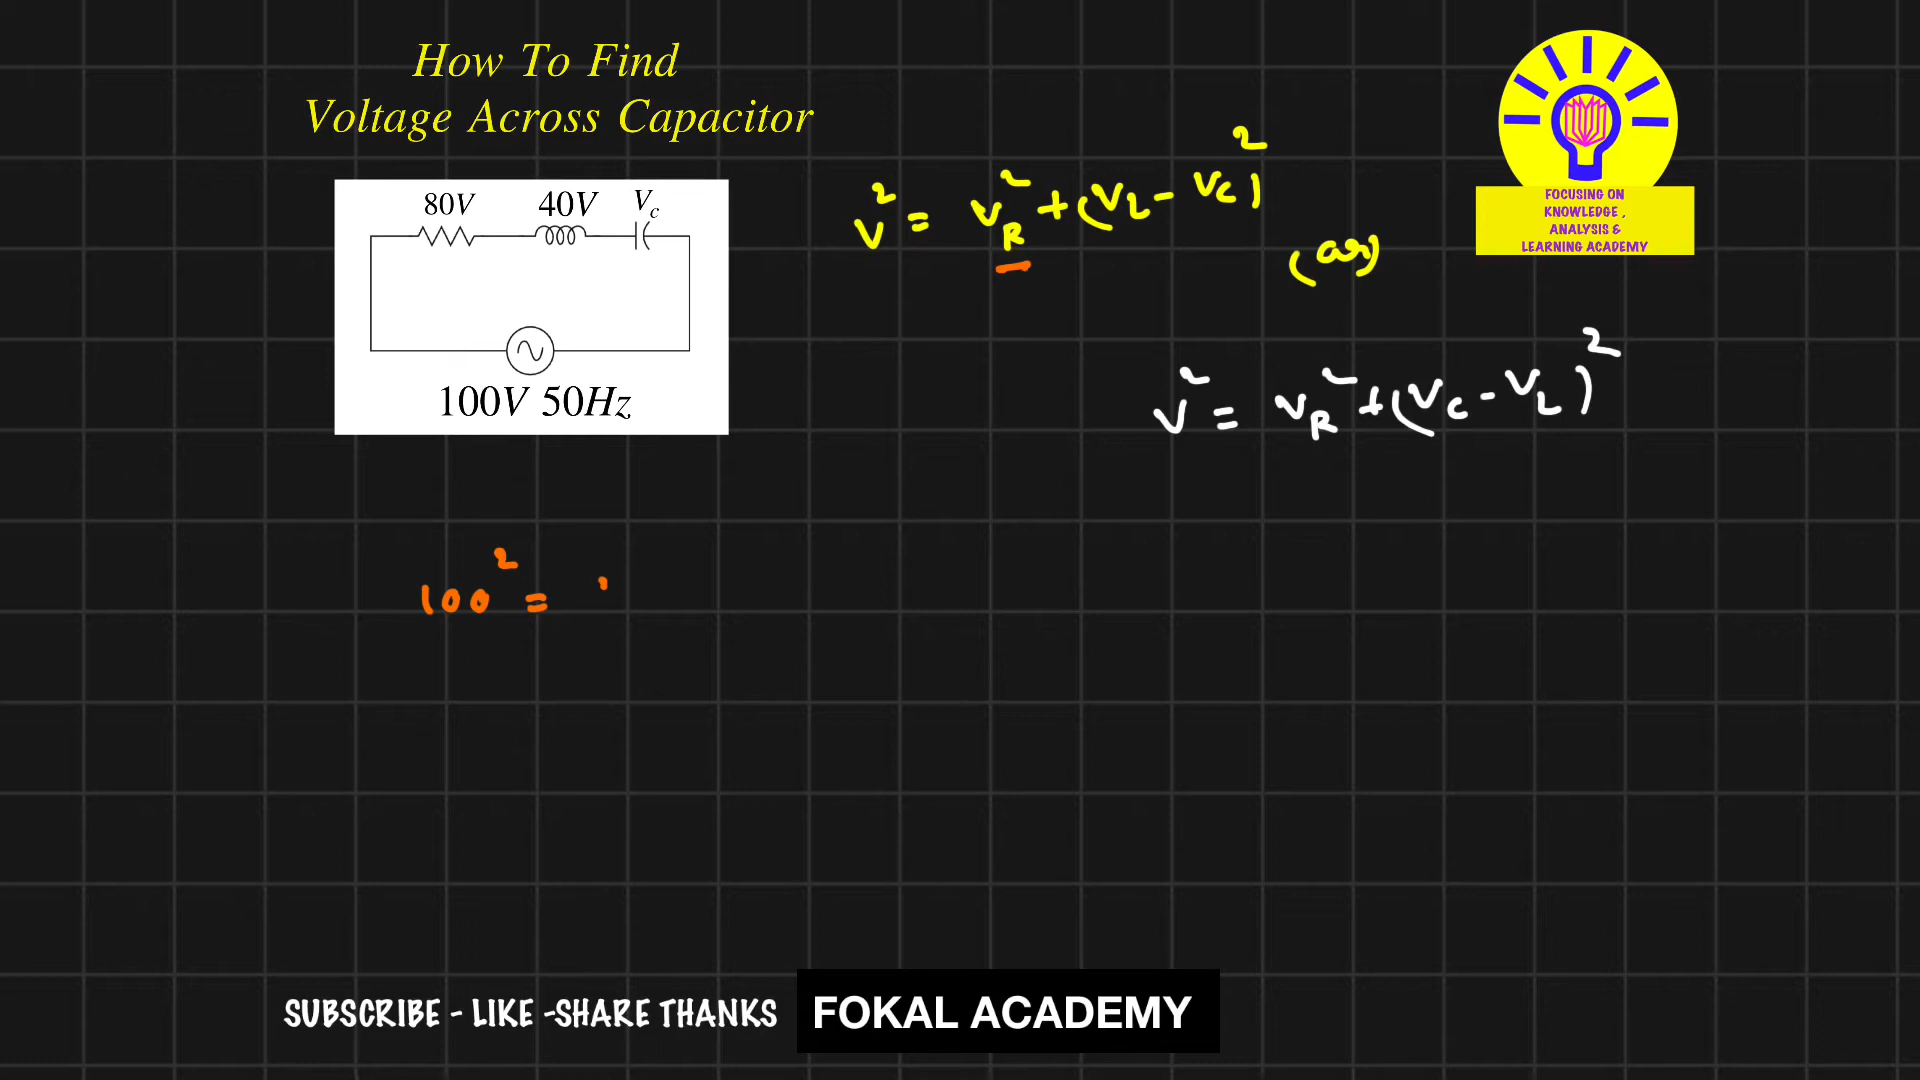 How To Find
Voltage Across Capacitor
80V 40V Vc
100V 50Hz
V² = VR² + (VL - VC)²
(or)
V² = VR² + (VC - VL)²
100² =
FOCUSING ON
KNOWLEDGE ,
ANALYSIS &
LEARNING ACADEMY
SUBSCRIBE - LIKE -SHARE THANKS
FOKAL ACADEMY